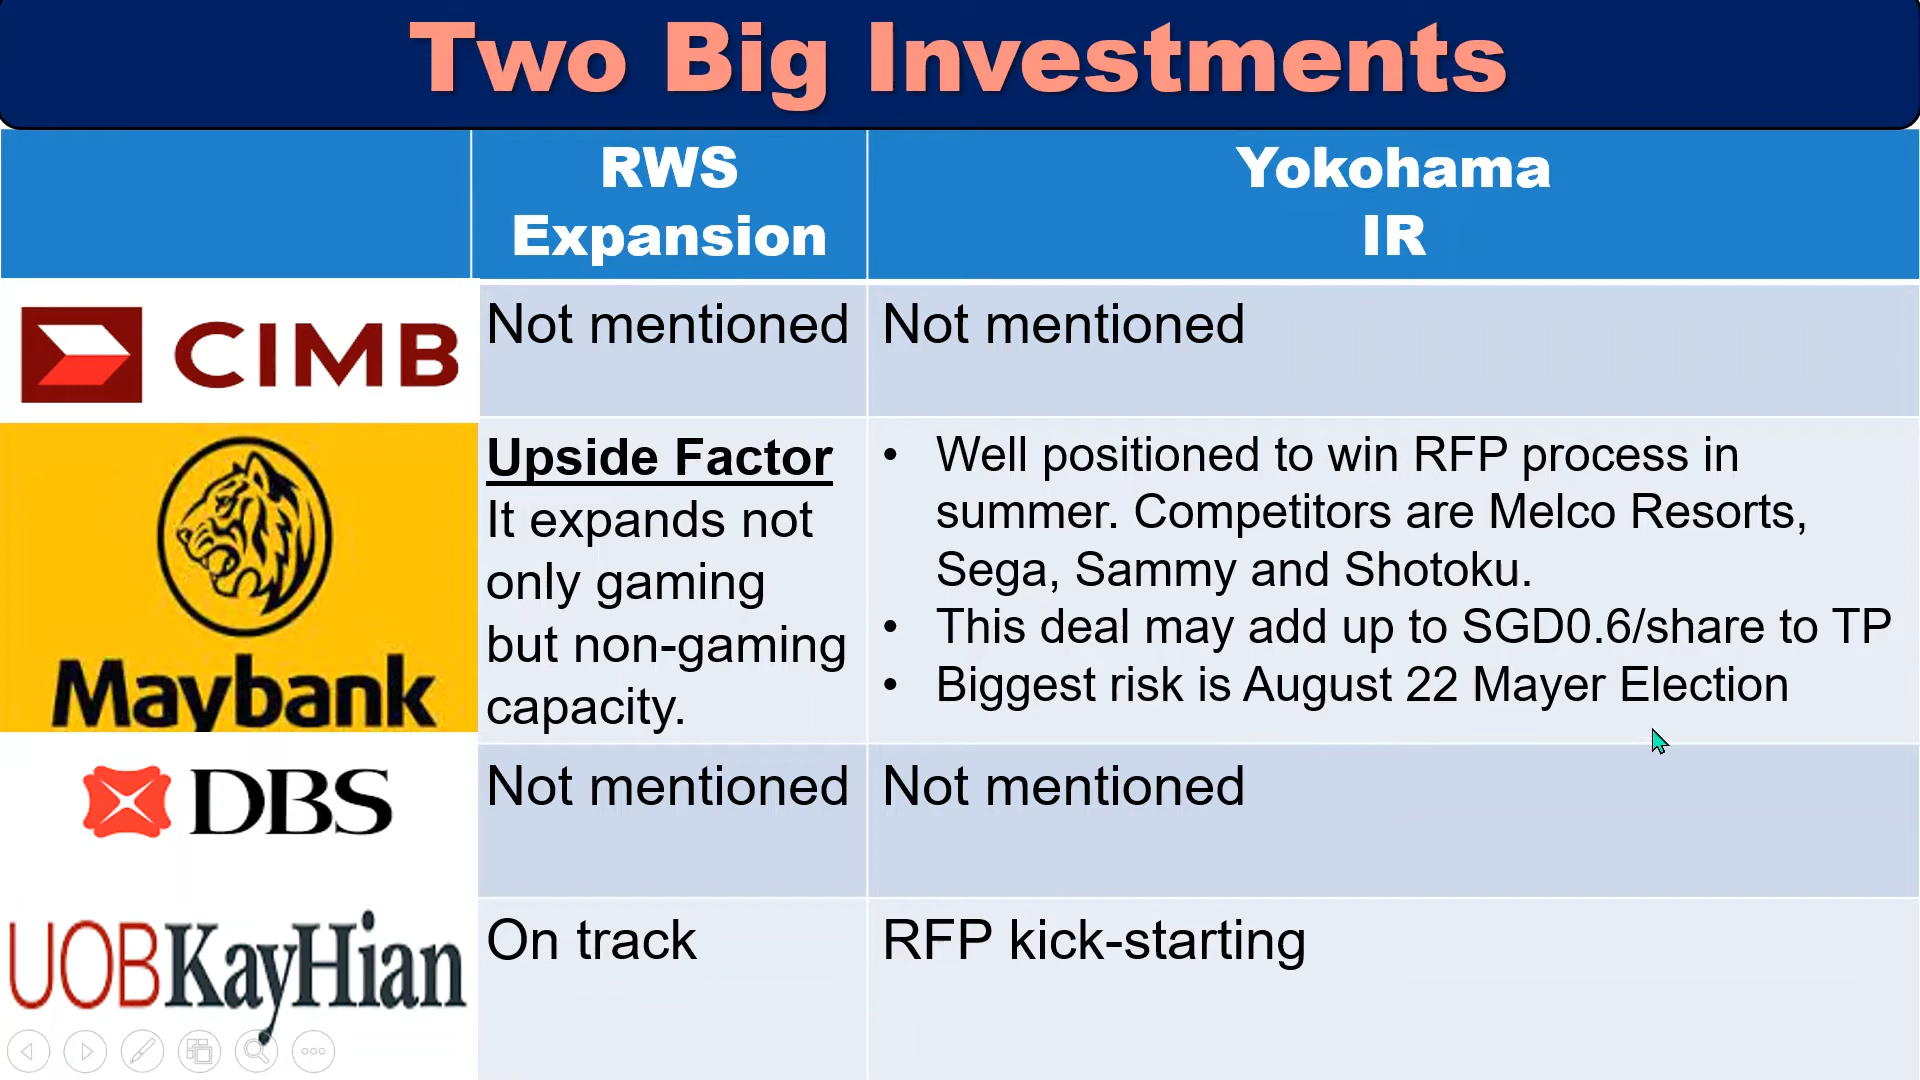 Two Big Investments
RWS
Expansion
Yokohama
IR
CIMB
Not mentioned
Not mentioned
Maybank
Upside Factor
It expands not
only gaming
but non-gaming
capacity.
• Well positioned to win RFP process in
summer. Competitors are Melco Resorts,
Sega, Sammy and Shotoku.
• This deal may add up to SGD0.6/share to TP
• Biggest risk is August 22 Mayer Election
DBS
Not mentioned
Not mentioned
UOBKayHian
On track
RFP kick-starting